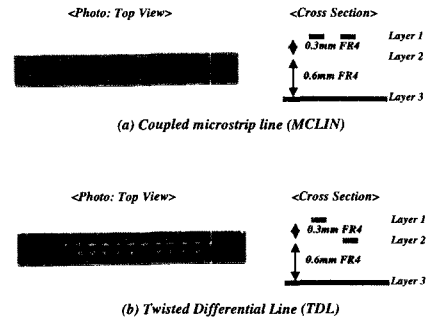 <Photo: Top View>
<Cross Section>
Layer 1
0.3mm FR4
Layer 2
0.6mm FR4
Layer 3
(a) Coupled microstrip line (MCLIN)
<Photo: Top View>
<Cross Section>
Layer 1
0.3mm FR4
Layer 2
0.6mm FR4
Layer 3
(b) Twisted Differential Line (TDL)